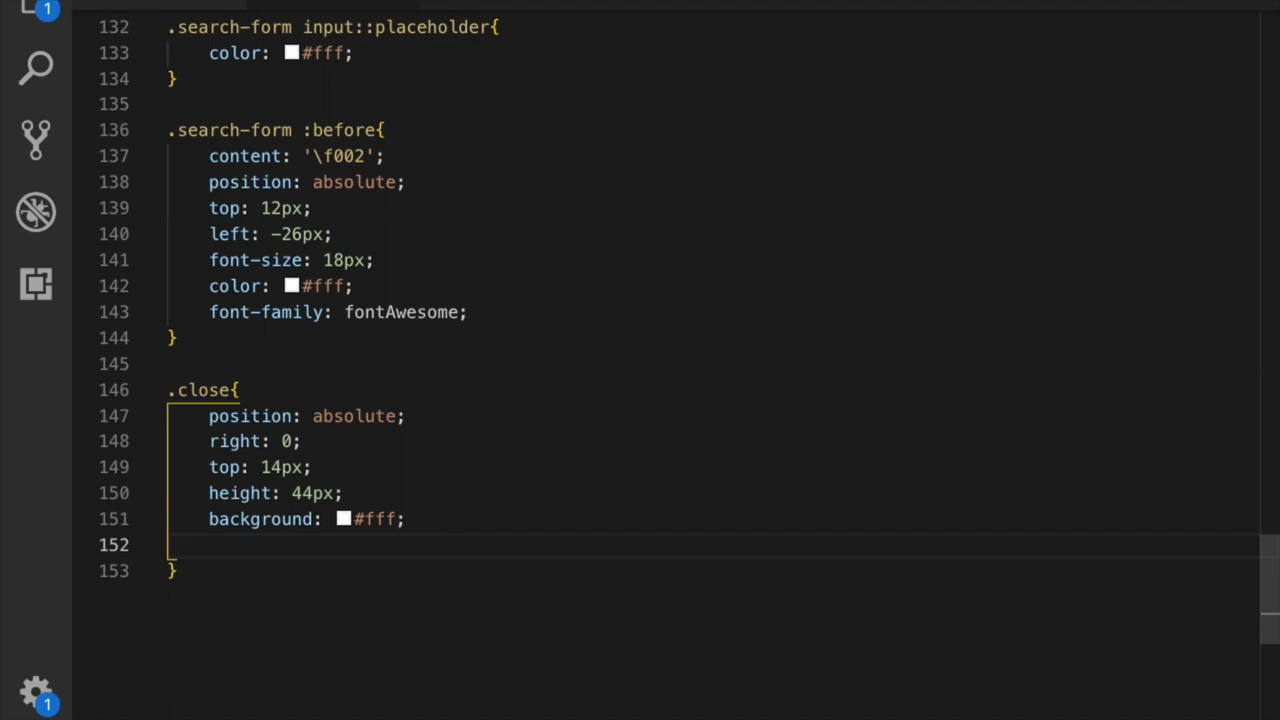 1
132 .search-form input::placeholder{
133 color: #fff;
134 }
135
136 .search-form :before{
137 content: '\f002';
138 position: absolute;
139 top: 12px;
140 left: -26px;
141 font-size: 18px;
142 color: #fff;
143 font-family: fontAwesome;
144 }
145
146 .close{
147 position: absolute;
148 right: 0;
149 top: 14px;
150 height: 44px;
151 background: #fff;
152
153 }
1